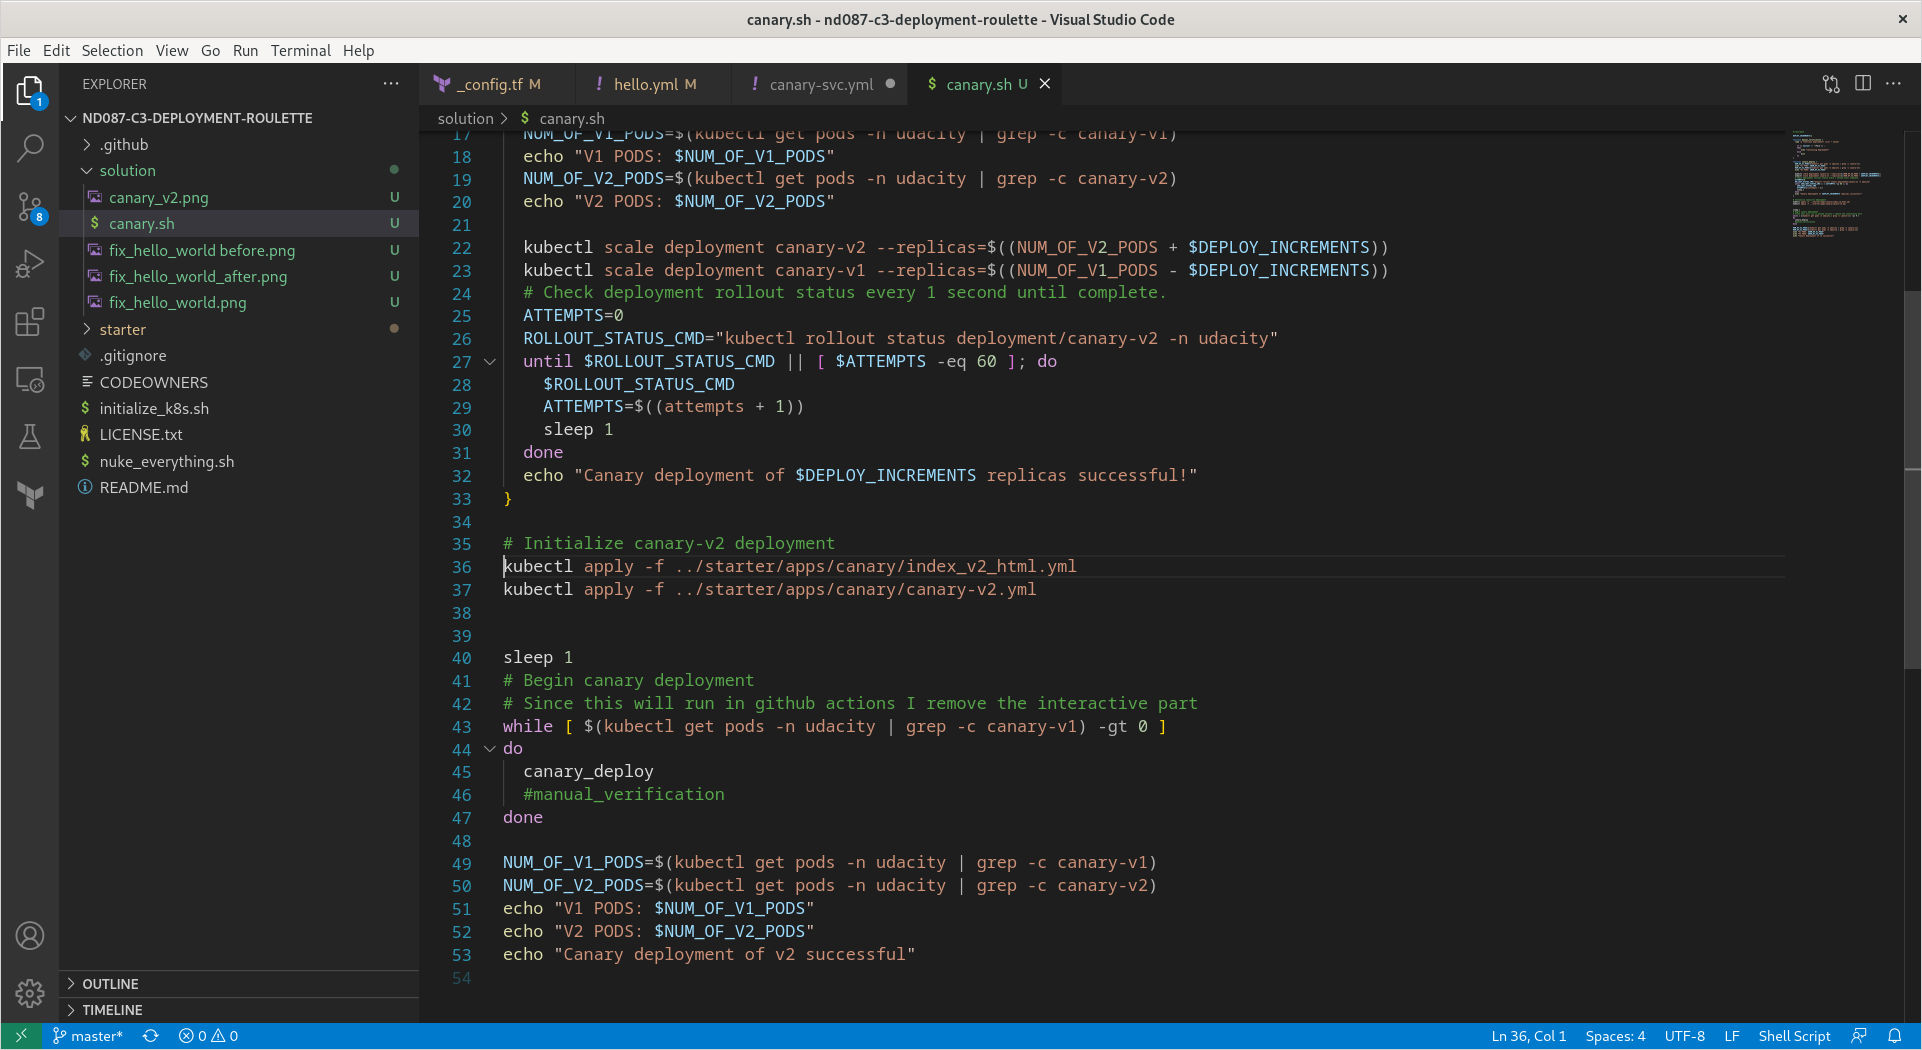 canary.sh - nd087-c3-deployment-roulette - Visual Studio Code
File Edit Selection View Go Run Terminal Help
EXPLORER
_config.tf M
hello.yml M
canary-svc.yml
canary.sh U
1
8
ND087-C3-DEPLOYMENT-ROULETTE
.github
solution
canary_v2.png U
canary.sh U
fix_hello_world before.png U
fix_hello_world_after.png U
fix_hello_world.png U
starter
.gitignore
CODEOWNERS
initialize_k8s.sh
LICENSE.txt
nuke_everything.sh
README.md
OUTLINE
TIMELINE
solution > $ canary.sh
17 NUM_OF_V1_PODS=$(kubectl get pods -n udacity | grep -c canary-v1)
18 echo "V1 PODS: $NUM_OF_V1_PODS"
19 NUM_OF_V2_PODS=$(kubectl get pods -n udacity | grep -c canary-v2)
20 echo "V2 PODS: $NUM_OF_V2_PODS"
21
22 kubectl scale deployment canary-v2 --replicas=$((NUM_OF_V2_PODS + $DEPLOY_INCREMENTS))
23 kubectl scale deployment canary-v1 --replicas=$((NUM_OF_V1_PODS - $DEPLOY_INCREMENTS))
24 # Check deployment rollout status every 1 second until complete.
25 ATTEMPTS=0
26 ROLLOUT_STATUS_CMD="kubectl rollout status deployment/canary-v2 -n udacity"
27 until $ROLLOUT_STATUS_CMD || [ $ATTEMPTS -eq 60 ]; do
28 $ROLLOUT_STATUS_CMD
29 ATTEMPTS=$((attempts + 1))
30 sleep 1
31 done
32 echo "Canary deployment of $DEPLOY_INCREMENTS replicas successful!"
33 }
34
35 # Initialize canary-v2 deployment
36 kubectl apply -f ../starter/apps/canary/index_v2_html.yml
37 kubectl apply -f ../starter/apps/canary/canary-v2.yml
38
39
40 sleep 1
41 # Begin canary deployment
42 # Since this will run in github actions I remove the interactive part
43 while [ $(kubectl get pods -n udacity | grep -c canary-v1) -gt 0 ]
44 do
45 canary_deploy
46 #manual_verification
47 done
48
49 NUM_OF_V1_PODS=$(kubectl get pods -n udacity | grep -c canary-v1)
50 NUM_OF_V2_PODS=$(kubectl get pods -n udacity | grep -c canary-v2)
51 echo "V1 PODS: $NUM_OF_V1_PODS"
52 echo "V2 PODS: $NUM_OF_V2_PODS"
53 echo "Canary deployment of v2 successful"
54
master* 0 0 Ln 36, Col 1 Spaces: 4 UTF-8 LF Shell Script